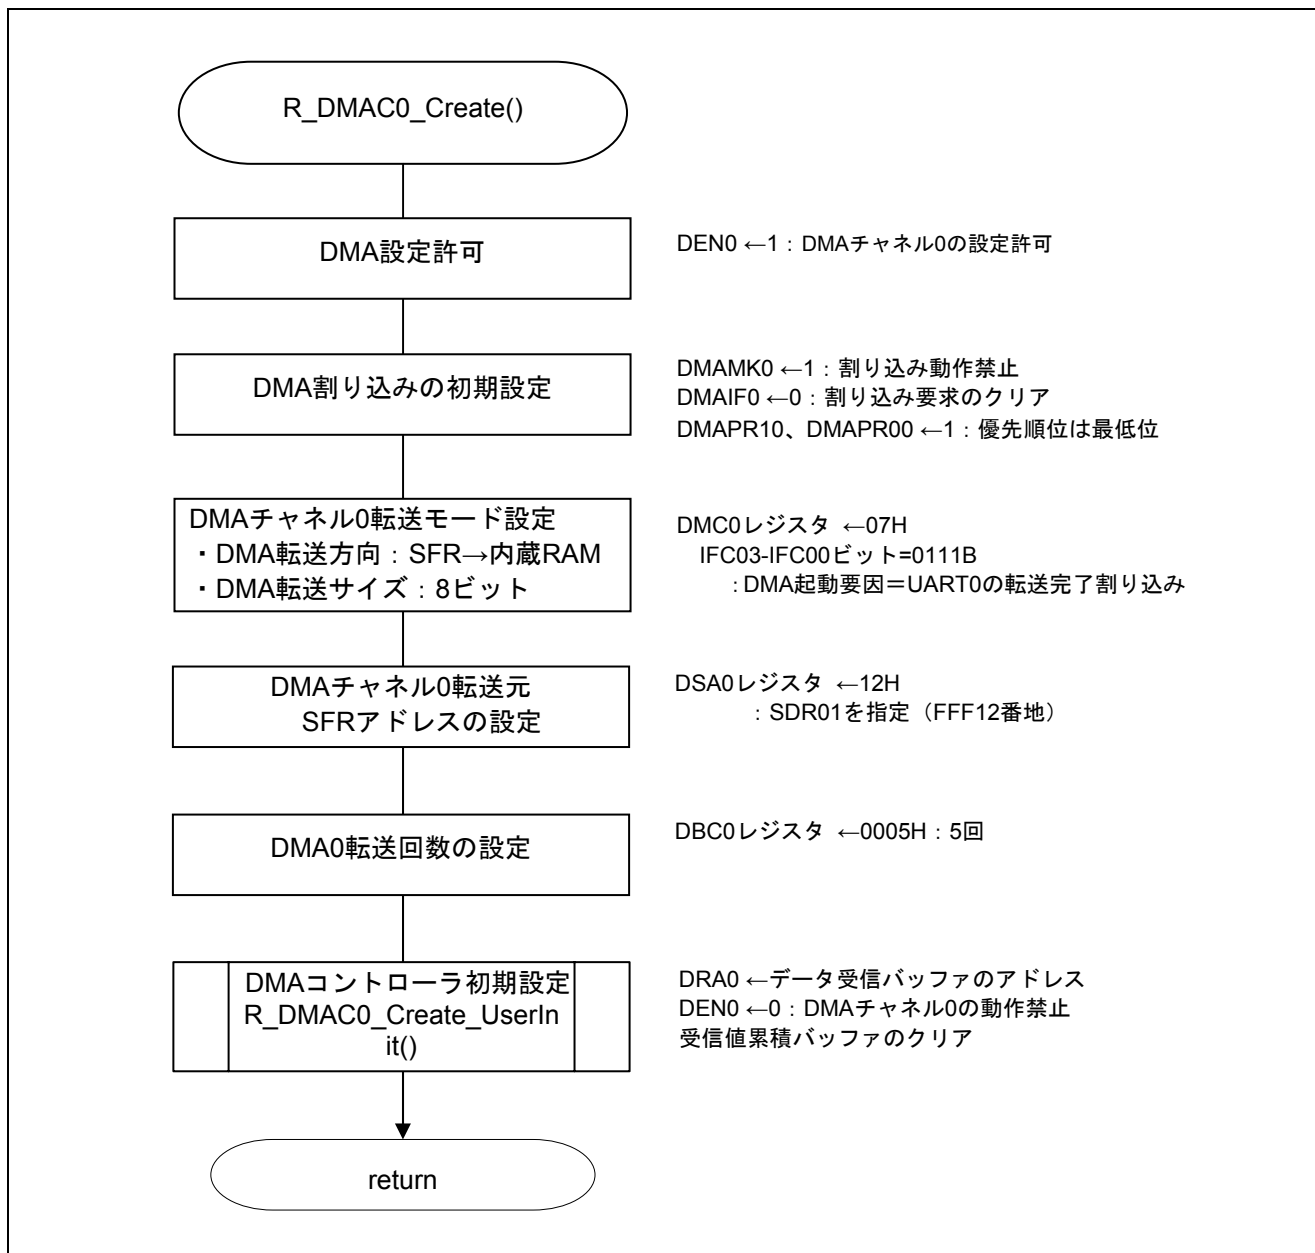 R_DMAC0_Create()
DMA設定許可
DEN0 ←1：DMAチャネル0の設定許可
DMA割り込みの初期設定
DMAMK0 ←1：割り込み動作禁止
DMAIF0 ←0：割り込み要求のクリア
DMAPR10、DMAPR00 ←1：優先順位は最低位
DMAチャネル0転送モード設定
・DMA転送方向：SFR→内蔵RAM
・DMA転送サイズ：8ビット
DMC0レジスタ ←07H
IFC03-IFC00ビット=0111B
：DMA起動要因＝UART0の転送完了割り込み
DMAチャネル0転送元
SFRアドレスの設定
DSA0レジスタ ←12H
：SDR01を指定（FFF12番地）
DMA0転送回数の設定
DBC0レジスタ ←0005H：5回
DMAコントローラ初期設定
R_DMAC0_Create_UserIn
it()
DRA0 ←データ受信バッファのアドレス
DEN0 ←0：DMAチャネル0の動作禁止
受信値累積バッファのクリア
return